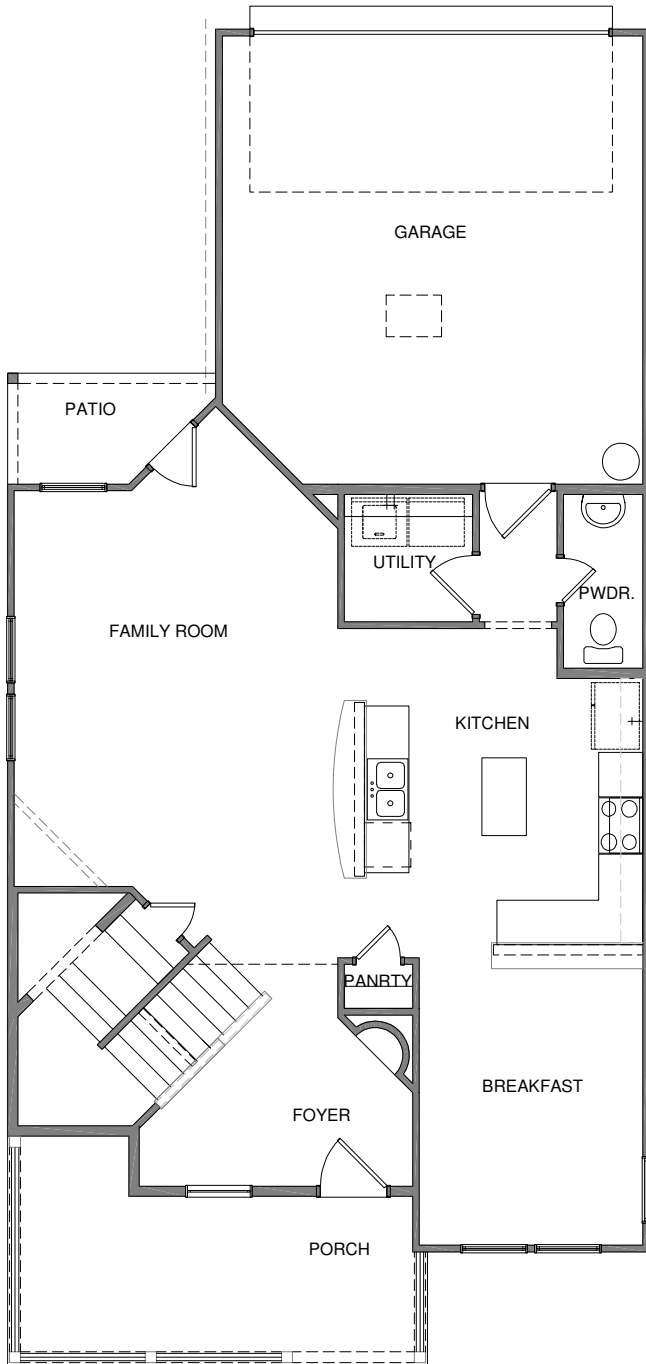 GARAGE
PATIO
UTILITY
PWDR.
FAMILY ROOM
KITCHEN
PANRTY
BREAKFAST
FOYER
PORCH